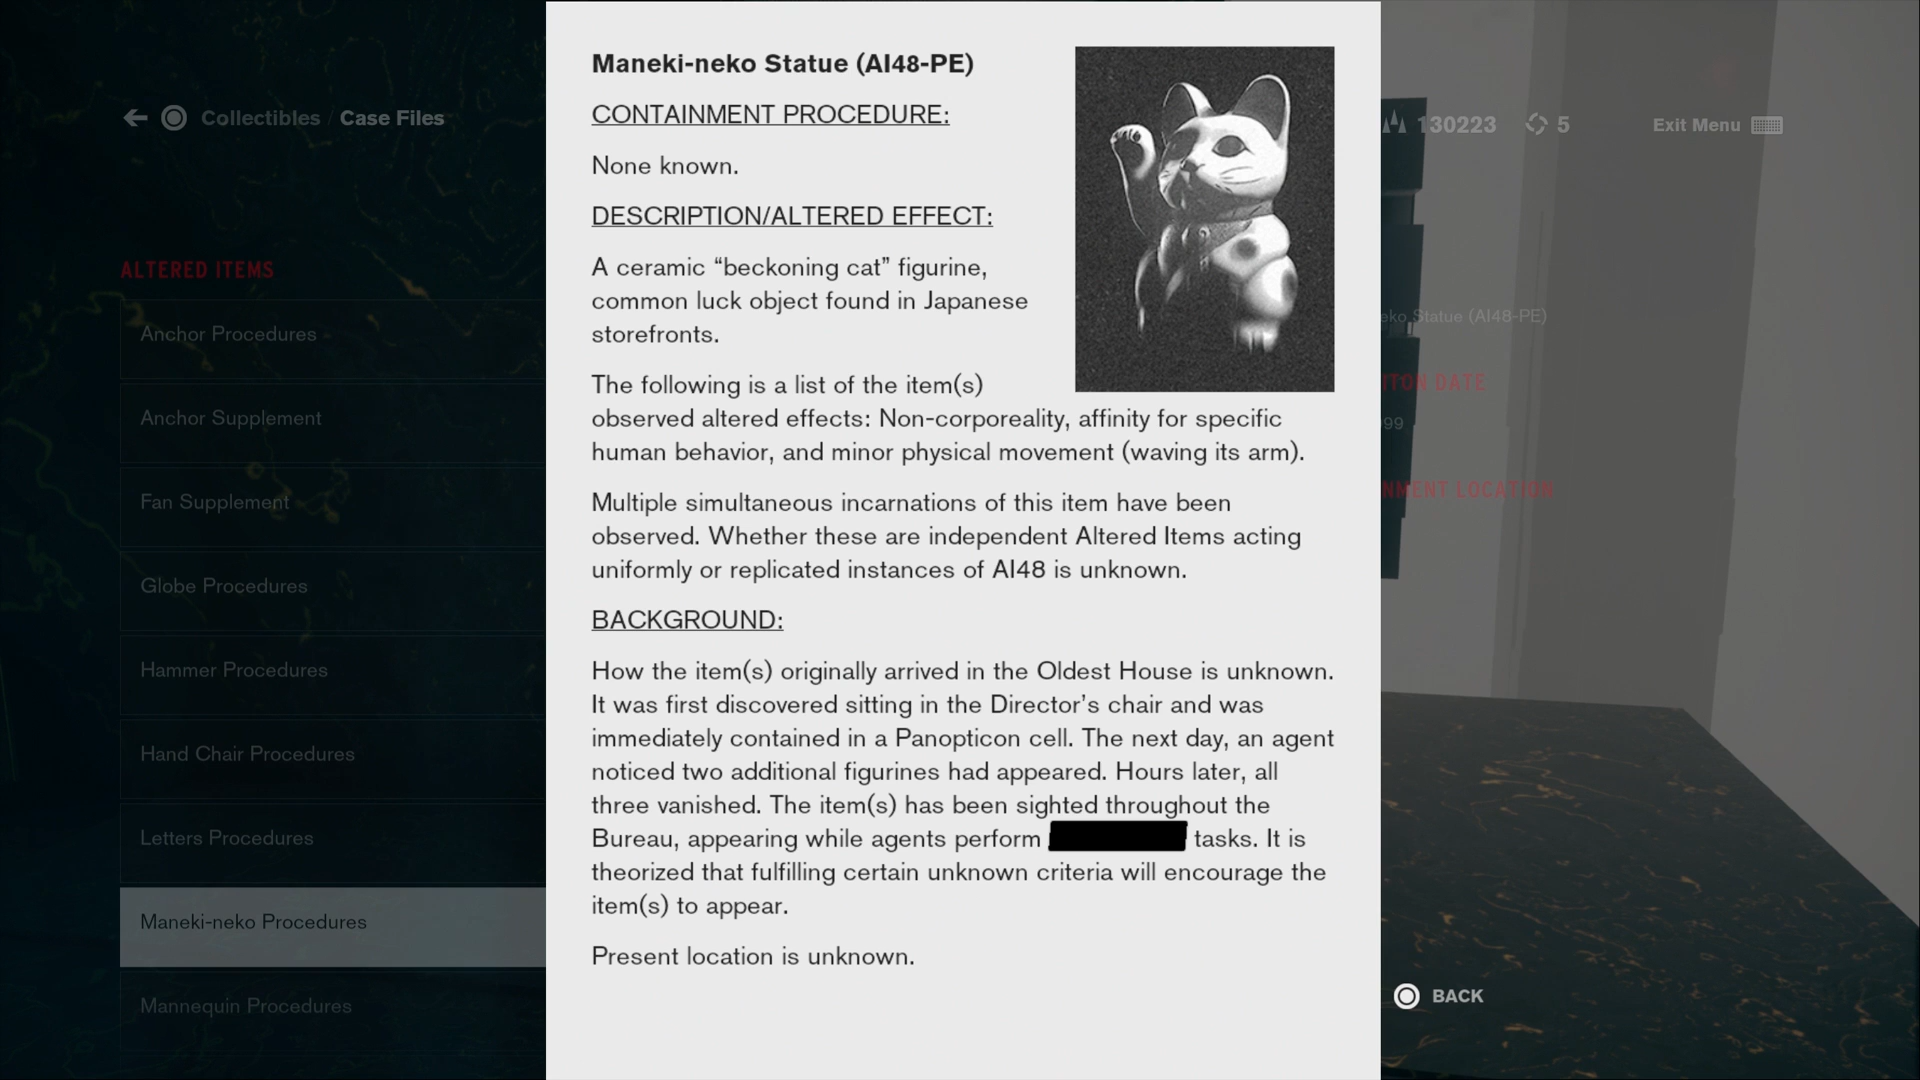 Collectibles / Case Files
130223
5
Exit Menu
ALTERED ITEMS
Anchor Procedures
Anchor Supplement
Fan Supplement
Globe Procedures
Hammer Procedures
Hand Chair Procedures
Letters Procedures
Maneki-neko Procedures
Mannequin Procedures
Maneki-neko Statue (AI48-PE)
CONTAINMENT PROCEDURE:
None known.
DESCRIPTION/ALTERED EFFECT:
A ceramic “beckoning cat” figurine,
common luck object found in Japanese
storefronts.
The following is a list of the item(s)
observed altered effects: Non-corporeality, affinity for specific
human behavior, and minor physical movement (waving its arm).
Multiple simultaneous incarnations of this item have been
observed. Whether these are independent Altered Items acting
uniformly or replicated instances of AI48 is unknown.
BACKGROUND:
How the item(s) originally arrived in the Oldest House is unknown.
It was first discovered sitting in the Director’s chair and was
immediately contained in a Panopticon cell. The next day, an agent
noticed two additional figurines had appeared. Hours later, all
three vanished. The item(s) has been sighted throughout the
Bureau, appearing while agents perform tasks. It is
theorized that fulfilling certain unknown criteria will encourage the
item(s) to appear.
Present location is unknown.
Statue (AI48-PE)
DATE
99
LOCATION
BACK